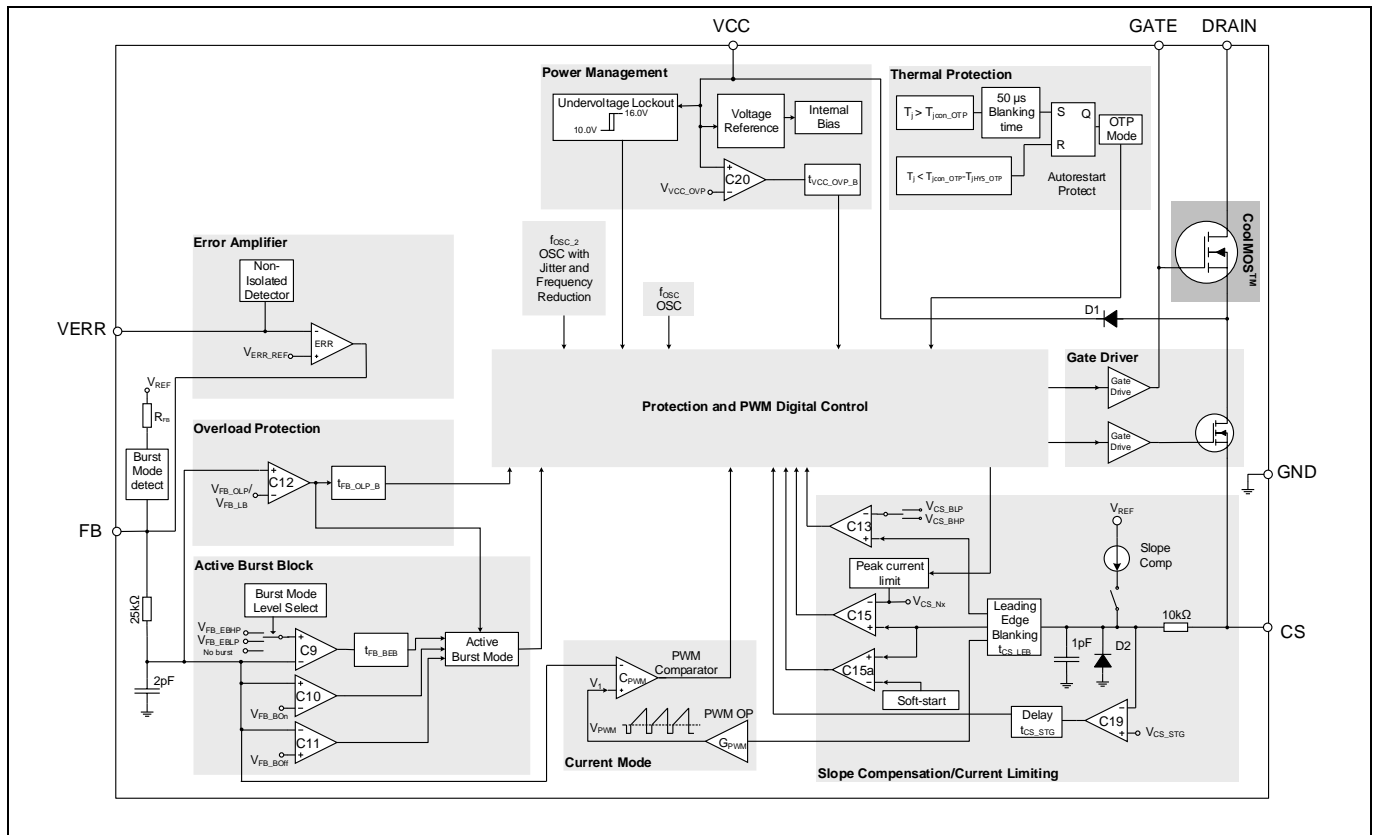 VCC
GATE
DRAIN
Power Management
Undervoltage Lockout
16.0V
10.0V
Voltage
Reference
Internal
Bias
C20
V_VCC_OVP
t_VCC_OVP_B
Thermal Protection
Tj > Tjcon_OTP
50 µs
Blanking
time
S
Q
R
OTP
Mode
Tj < Tjcon_OTP-TjHYS_OTP
Autorestart
Protect
CoolMOS™
D1
Error Amplifier
Non-
Isolated
Detector
VERR
ERR
V_ERR_REF
f_OSC_2
OSC with
Jitter and
Frequency
Reduction
f_OSC
OSC
Protection and PWM Digital Control
Gate Driver
Gate
Drive
Gate
Drive
GND
V_REF
R_FB
Burst
Mode
detect
FB
25kΩ
2pF
Overload Protection
C12
V_FB_OLP/
V_FB_LB
t_FB_OLP_B
Active Burst Block
Burst Mode
Level Select
V_FB_EBHP
V_FB_EBLP
No burst
C9
t_FB_BEB
Active
Burst Mode
C10
V_FB_BOn
C11
V_FB_BOff
PWM
Comparator
C_PWM
V_1
V_PWM
PWM OP
G_PWM
Current Mode
C13
V_CS_BLP
V_CS_BHP
Peak current
limit
C15
V_CS_Nx
C15a
Soft-start
Leading
Edge
Blanking
t_CS_LEB
V_REF
Slope
Comp
10kΩ
CS
1pF
D2
Delay
t_CS_STG
C19
V_CS_STG
Slope Compensation/Current Limiting